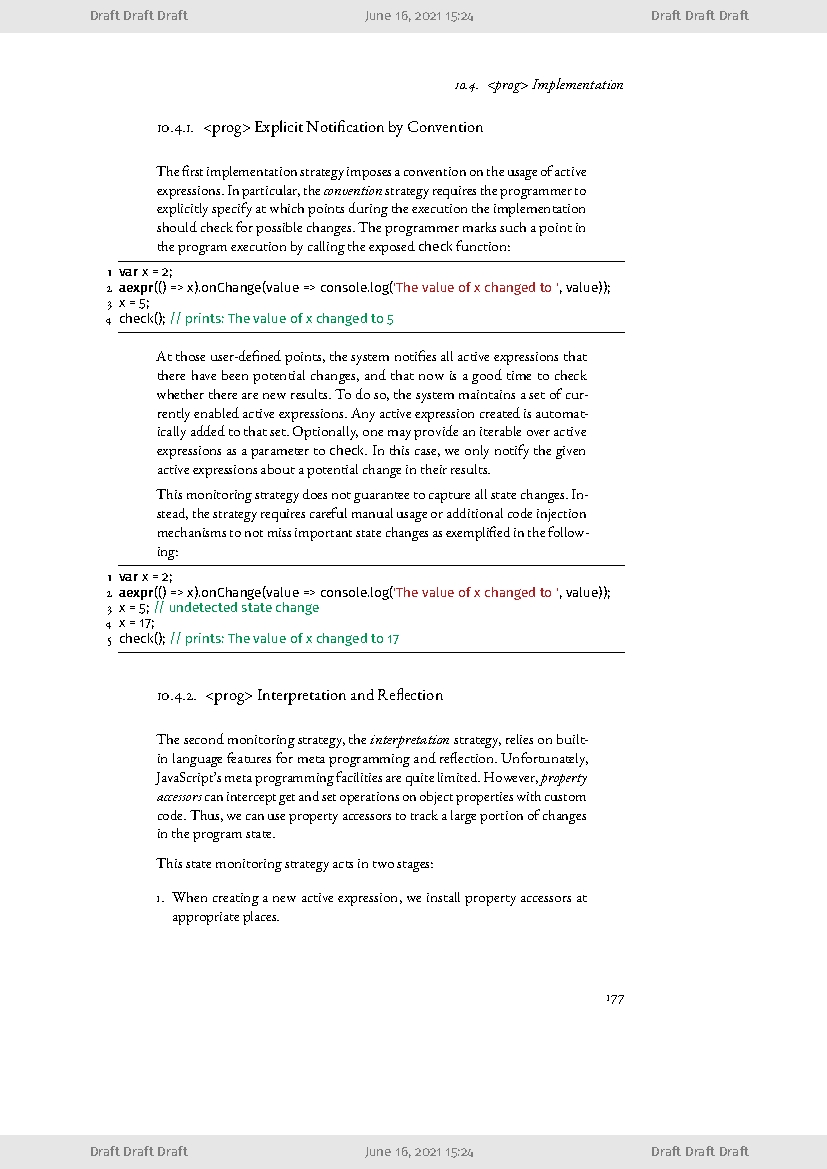 Draft Draft Draft June 16, 2021 15:24 Draft Draft Draft
10.4. <prog> Implementation
10.4.1. <prog> Explicit Notification by Convention
The first implementation strategy imposes a convention on the usage of active
expressions. In particular, the convention strategy requires the programmer to
explicitly specify at which points during the execution the implementation
should check for possible changes. The programmer marks such a point in
the program execution by calling the exposed check function:
1 var x = 2;
2 aexpr(() => x).onChange(value => console.log('The value of x changed to ', value));
3 x = 5;
4 check(); // prints: The value of x changed to 5
At those user-defined points, the system notifies all active expressions that
there have been potential changes, and that now is a good time to check
whether there are new results. To do so, the system maintains a set of cur-
rently enabled active expressions. Any active expression created is automat-
ically added to that set. Optionally, one may provide an iterable over active
expressions as a parameter to check. In this case, we only notify the given
active expressions about a potential change in their results.
This monitoring strategy does not guarantee to capture all state changes. In-
stead, the strategy requires careful manual usage or additional code injection
mechanisms to not miss important state changes as exemplified in the follow-
ing:
1 var x = 2;
2 aexpr(() => x).onChange(value => console.log('The value of x changed to ', value));
3 x = 5; // undetected state change
4 x = 17;
5 check(); // prints: The value of x changed to 17
10.4.2. <prog> Interpretation and Reflection
The second monitoring strategy, the interpretation strategy, relies on built-
in language features for meta programming and reflection. Unfortunately,
JavaScript's meta programming facilities are quite limited. However, property
accessors can intercept get and set operations on object properties with custom
code. Thus, we can use property accessors to track a large portion of changes
in the program state.
This state monitoring strategy acts in two stages:
1. When creating a new active expression, we install property accessors at
appropriate places.
177
Draft Draft Draft June 16, 2021 15:24 Draft Draft Draft